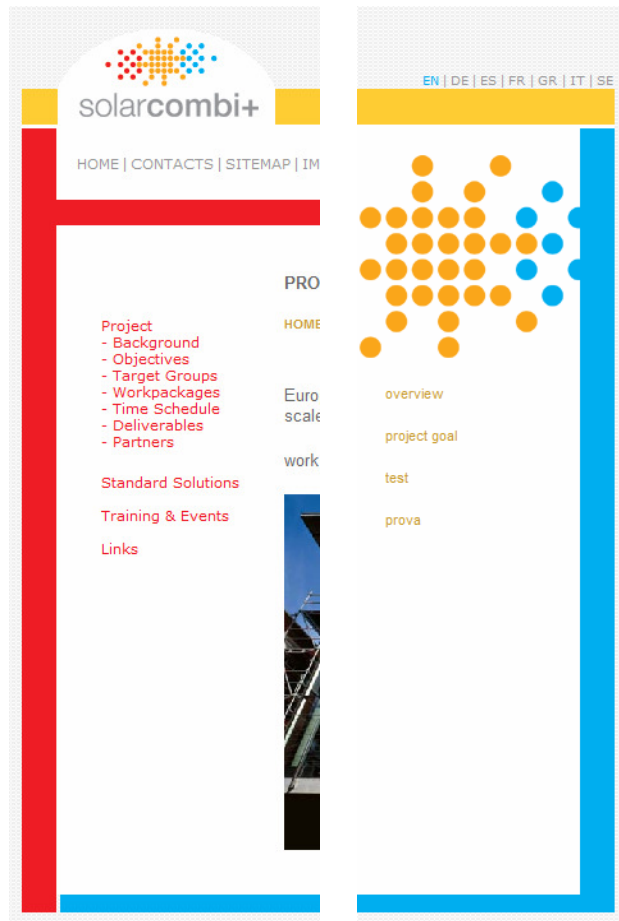 EN | DE | ES | FR | GR | IT | SE
solarcombi+
HOME | CONTACTS | SITEMAP | IM
PRO
HOME
Project
- Background
- Objectives
- Target Groups
- Workpackages
- Time Schedule
- Deliverables
- Partners
Standard Solutions
Training & Events
Links
Euro
scale
work
overview
project goal
test
prova